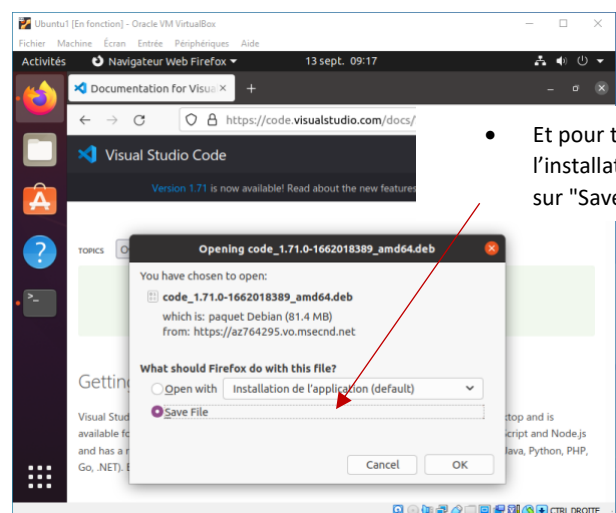 Ubuntu1 [En fonction] - Oracle VM VirtualBox
Fichier Machine Écran Entrée Périphériques Aide
Activités Navigateur Web Firefox 13 sept. 09:17
Documentation for Visua
https://code.visualstudio.com/docs/
Visual Studio Code
Version 1.71 is now available! Read about the new features
• Et pour t
l’installat
sur "Save
TOPICS O
Opening code_1.71.0-1662018389_amd64.deb
You have chosen to open:
code_1.71.0-1662018389_amd64.deb
which is: paquet Debian (81.4 MB)
from: https://az764295.vo.msecnd.net
What should Firefox do with this file?
Open with Installation de l'application (default)
Save File
Cancel OK
Getting
Visual Stud top and is
available fo cript and Node.js
and has a r Java, Python, PHP,
Go, .NET). B
CTRL DROITE